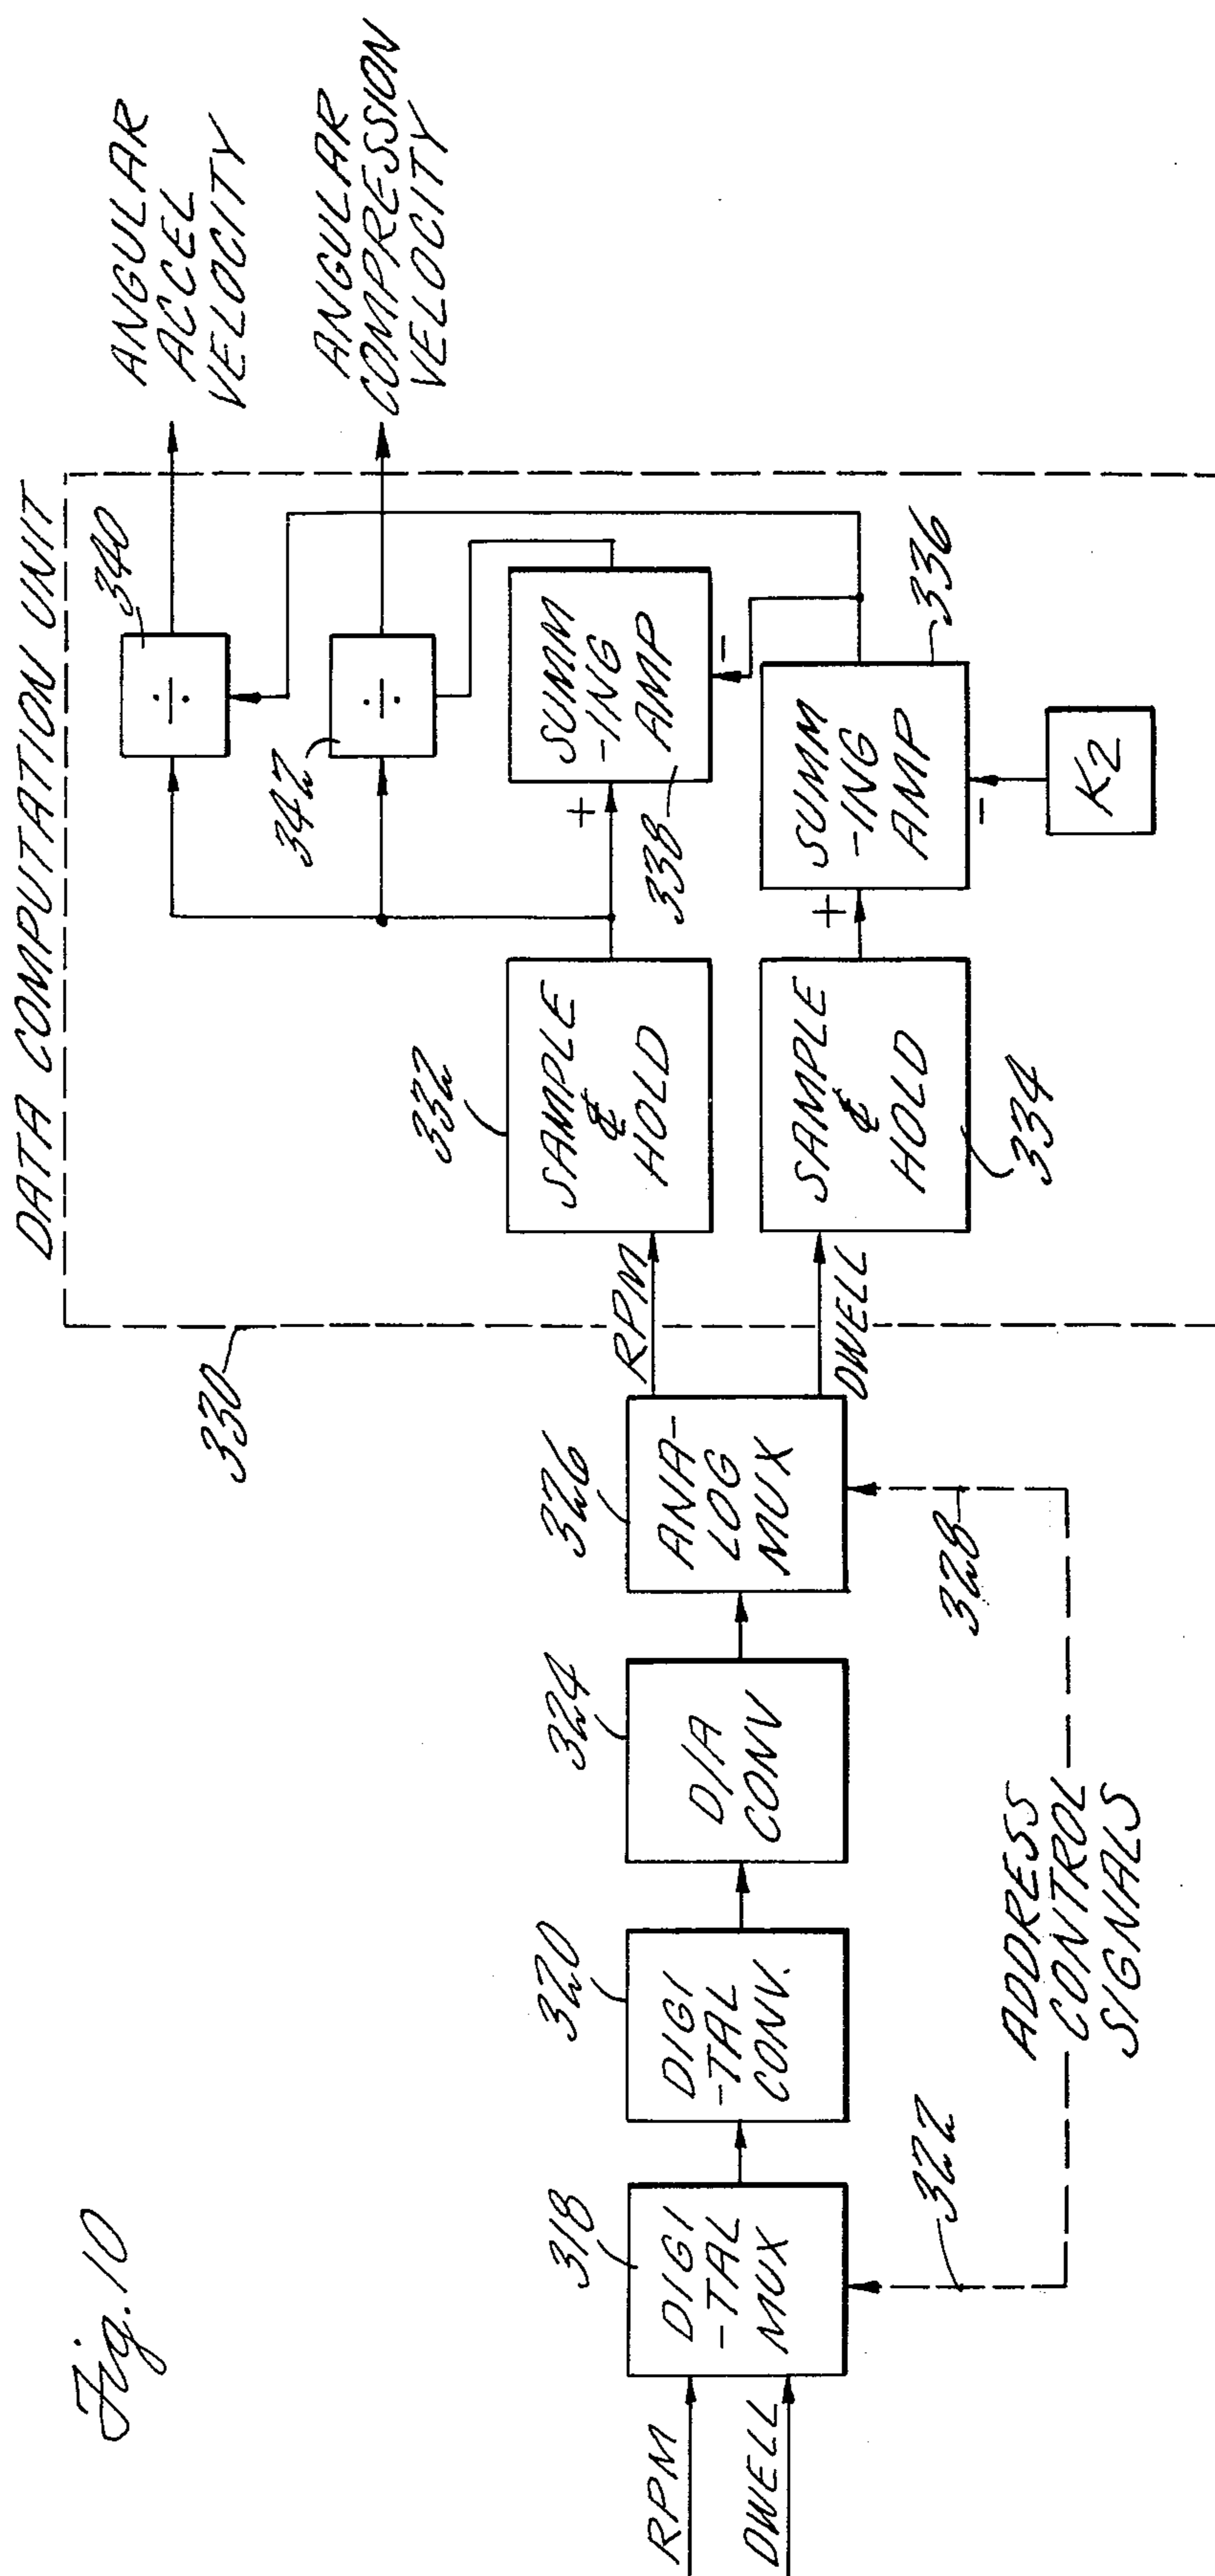 Fig. 10
DATA COMPUTATION UNIT
RPM
DWELL
318
DIGI
-TAL
MUX
320
DIGI
-TAL
CONV.
324
D/A
CONV
326
ANA-
LOG
MUX
322
ADDRESS
CONTROL
SIGNALS
328
330
RPM
DWELL
332
SAMPLE
&
HOLD
334
SAMPLE
&
HOLD
+
338
SUMM
-ING
AMP
-
+
336
SUMM
-ING
AMP
-
K2
340
÷
342
÷
ANGULAR
ACCEL
VELOCITY
ANGULAR
COMPRESSION
VELOCITY